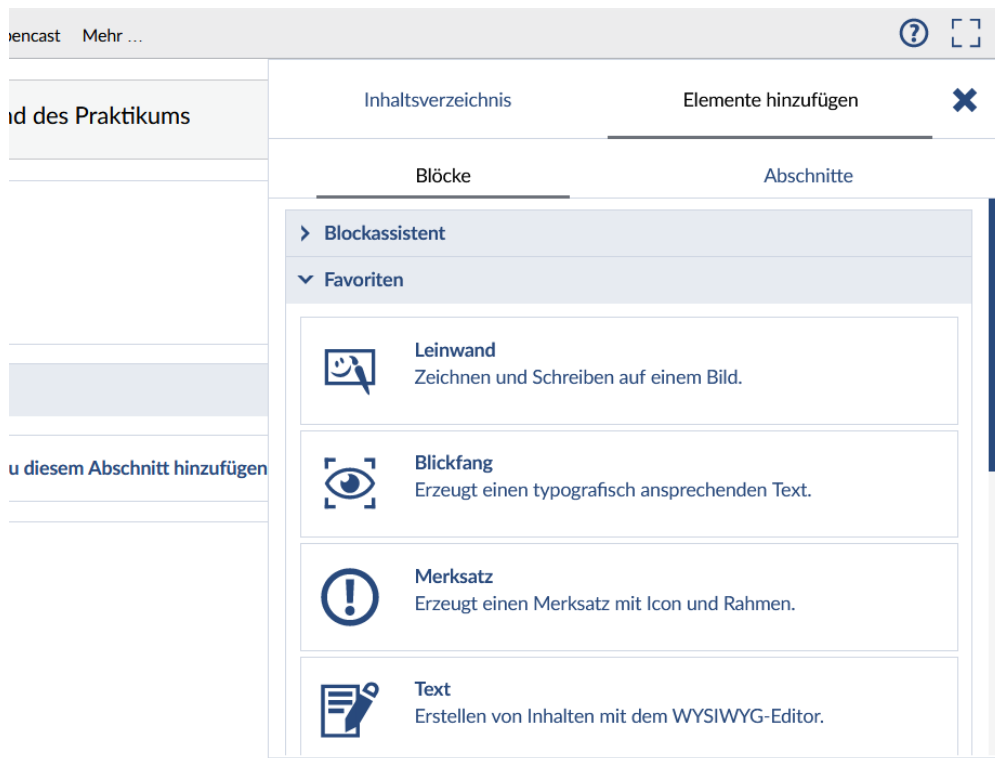 Mehr ...
des Praktikums
Inhaltsverzeichnis
Elemente hinzufügen
Blöcke
Abschnitte
Blockassistent
Favoriten
Leinwand
Zeichnen und Schreiben auf einem Bild.
Blickfang
Erzeugt einen typografisch ansprechenden Text.
diesem Abschnitt hinzufügen
Merksatz
Erzeugt einen Merksatz mit Icon und Rahmen.
Text
Erstellen von Inhalten mit dem WYSIWYG-Editor.